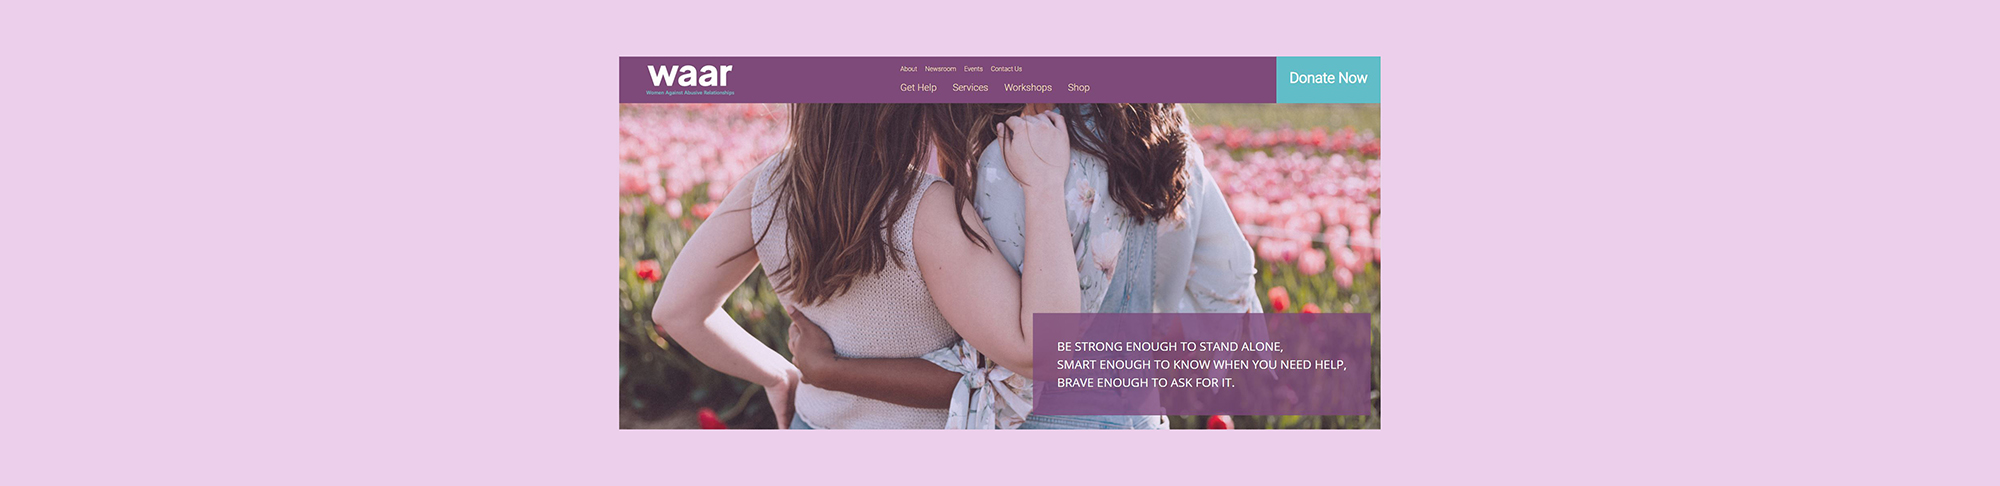 waar
Women Against Abusive Relationships
About Newsroom Events Contact Us
Get Help Services Workshops Shop
Donate Now
BE STRONG ENOUGH TO STAND ALONE,
SMART ENOUGH TO KNOW WHEN YOU NEED HELP,
BRAVE ENOUGH TO ASK FOR IT.